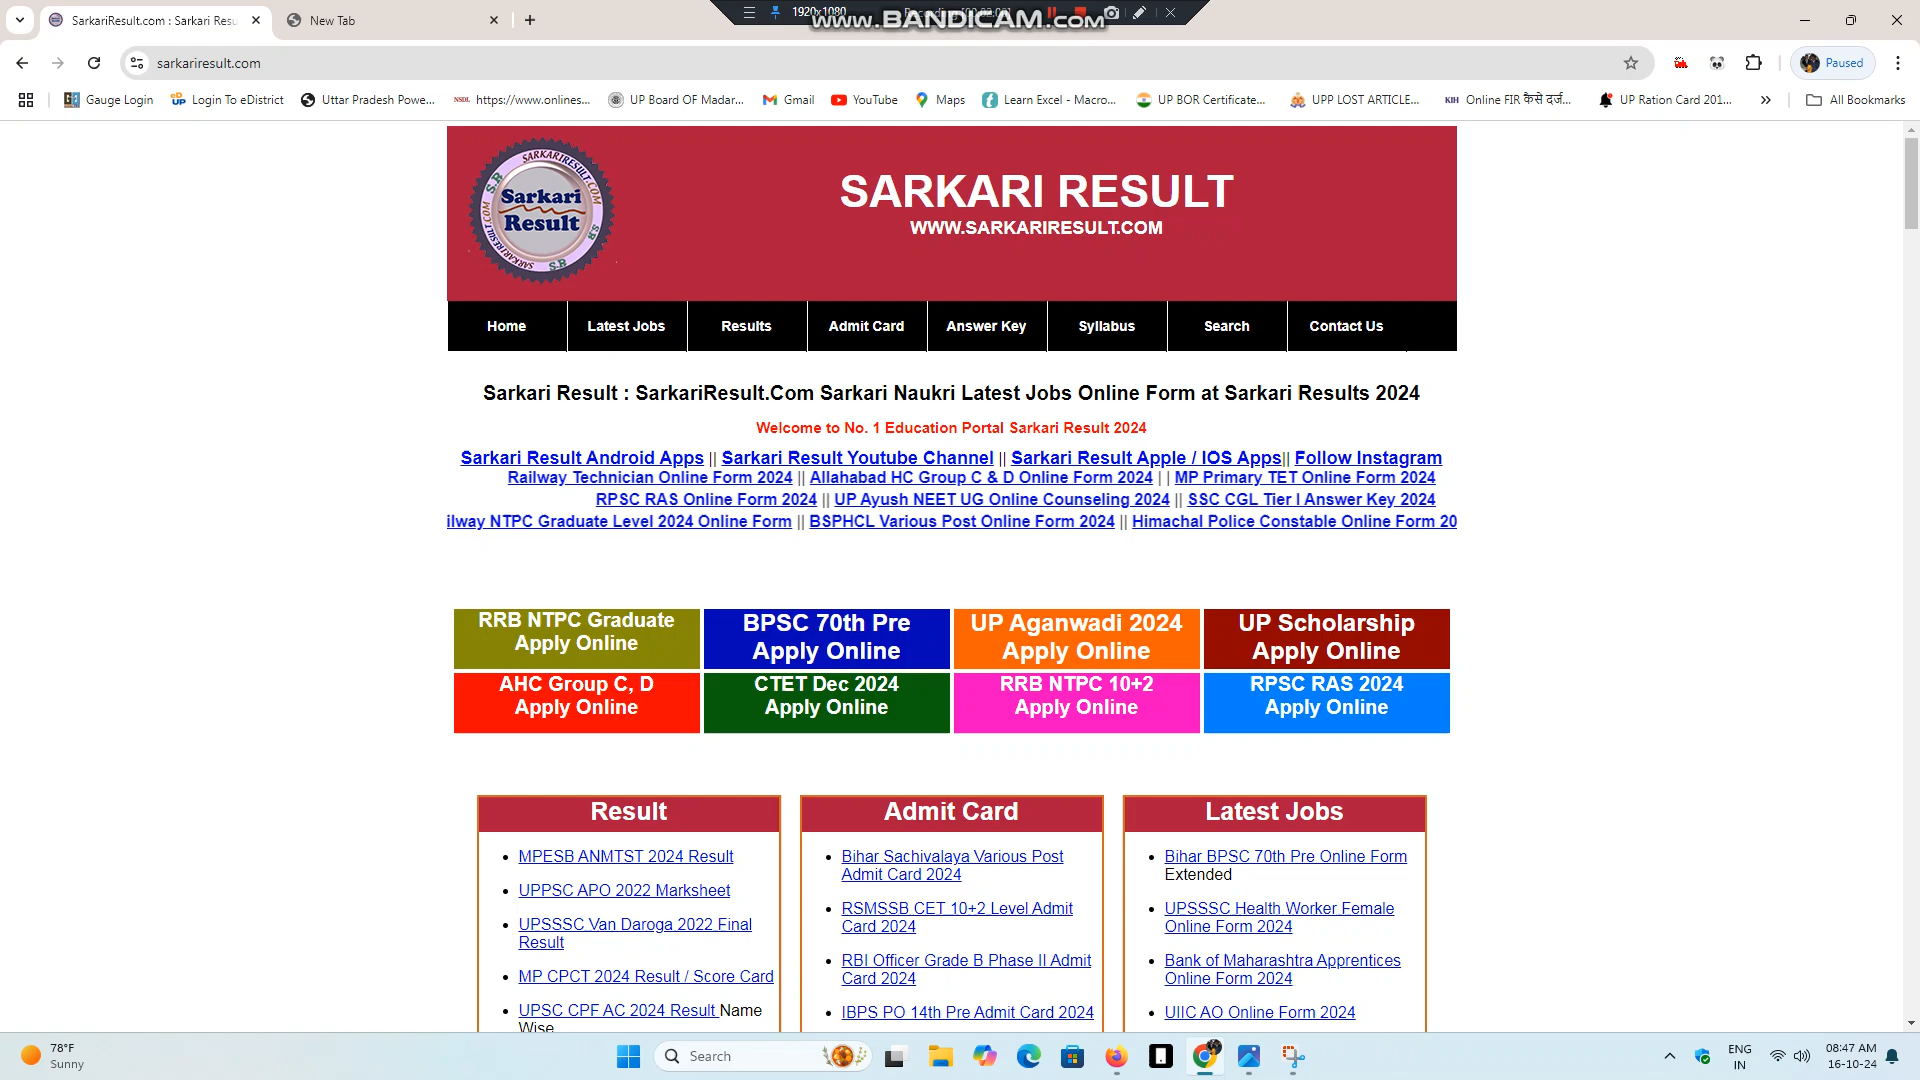 SarkariResult.com : Sarkari Resu
New Tab
1920x1080
www.BANDICAM.com
sarkariresult.com
Paused
Gauge Login
Login To eDistrict
Uttar Pradesh Powe...
NSDL
https://www.onlines...
UP Board OF Madar...
Gmail
YouTube
Maps
Learn Excel - Macro...
UP BOR Certificate...
UPP LOST ARTICLE...
KIH
Online FIR कैसे दर्ज...
UP Ration Card 201...
All Bookmarks
SARKARIRESULT.COM
S.R
Sarkari
Result
SARKARI RESULT
WWW.SARKARIRESULT.COM
Home
Latest Jobs
Results
Admit Card
Answer Key
Syllabus
Search
Contact Us
Sarkari Result : SarkariResult.Com Sarkari Naukri Latest Jobs Online Form at Sarkari Results 2024
Welcome to No. 1 Education Portal Sarkari Result 2024
Sarkari Result Android Apps || Sarkari Result Youtube Channel || Sarkari Result Apple / IOS Apps|| Follow Instagram
Railway Technician Online Form 2024 || Allahabad HC Group C & D Online Form 2024 | | MP Primary TET Online Form 2024
RPSC RAS Online Form 2024 || UP Ayush NEET UG Online Counseling 2024 || SSC CGL Tier I Answer Key 2024
ilway NTPC Graduate Level 2024 Online Form || BSPHCL Various Post Online Form 2024 || Himachal Police Constable Online Form 20
RRB NTPC Graduate
Apply Online
BPSC 70th Pre
Apply Online
UP Aganwadi 2024
Apply Online
UP Scholarship
Apply Online
AHC Group C, D
Apply Online
CTET Dec 2024
Apply Online
RRB NTPC 10+2
Apply Online
RPSC RAS 2024
Apply Online
Result
MPESB ANMTST 2024 Result
UPPSC APO 2022 Marksheet
UPSSSC Van Daroga 2022 Final
Result
MP CPCT 2024 Result / Score Card
UPSC CPF AC 2024 Result Name
Wise
Admit Card
Bihar Sachivalaya Various Post
Admit Card 2024
RSMSSB CET 10+2 Level Admit
Card 2024
RBI Officer Grade B Phase II Admit
Card 2024
IBPS PO 14th Pre Admit Card 2024
Latest Jobs
Bihar BPSC 70th Pre Online Form
Extended
UPSSSC Health Worker Female
Online Form 2024
Bank of Maharashtra Apprentices
Online Form 2024
UIIC AO Online Form 2024
78°F
Sunny
Search
ENG
IN
08:47 AM
16-10-24